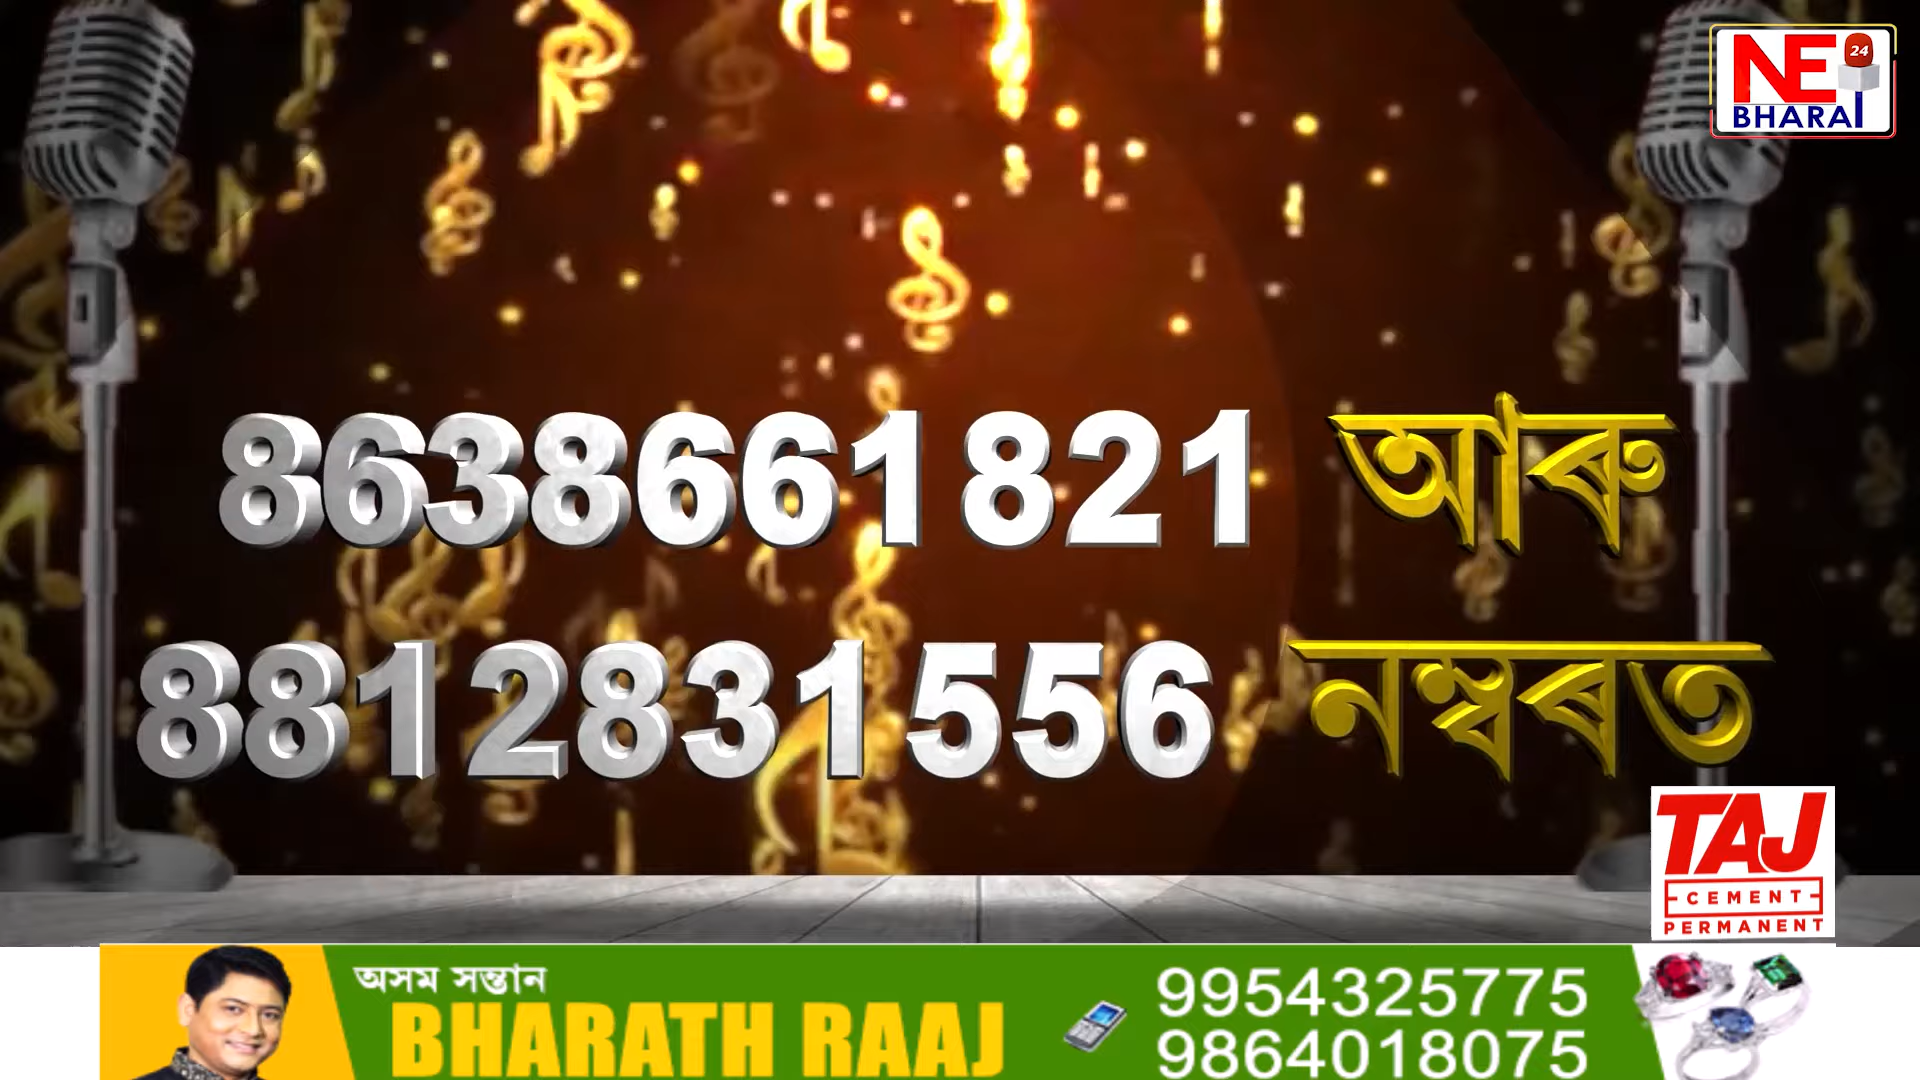 NE 24
BHARAT
8638661821 আৰু
8812831556 নম্বৰত
TAJ
CEMENT
PERMANENT
অসম সন্তান
BHARATH RAAJ
9954325775
9864018075